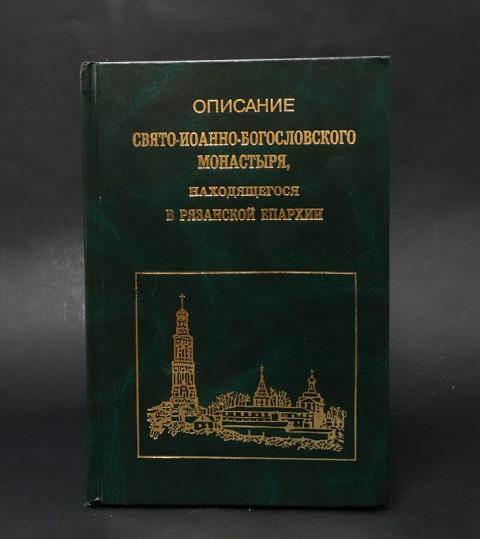 ОПИСАНИЕ
СВЯТО-ИОАННО-БОГОСЛОВСКОГО
МОНАСТЫРЯ,
НАХОДЯЩЕГОСЯ
В РЯЗАНСКОЙ ЕПАРХИИ